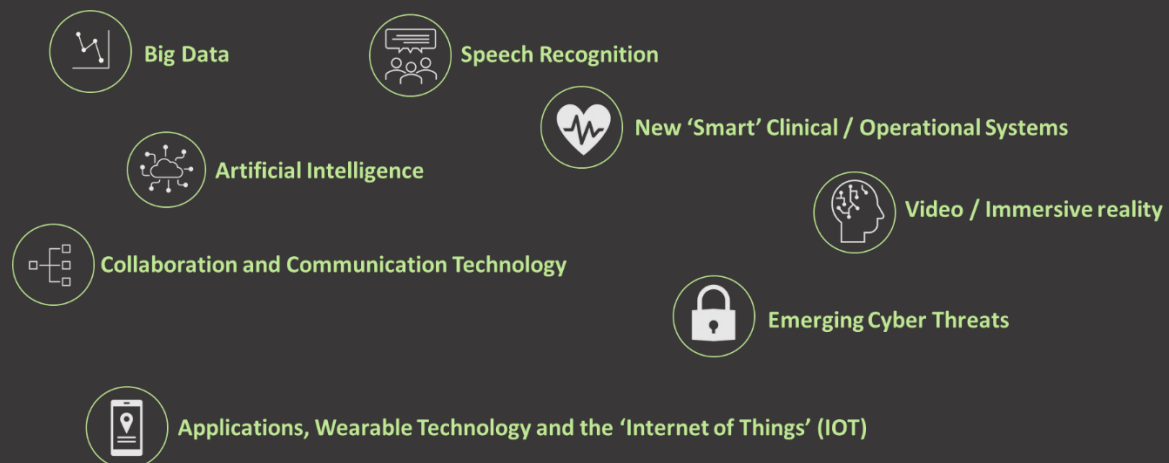 Big Data
Speech Recognition
New ‘Smart’ Clinical / Operational Systems
Artificial Intelligence
Video / Immersive reality
Collaboration and Communication Technology
Emerging Cyber Threats
Applications, Wearable Technology and the ‘Internet of Things’ (IOT)